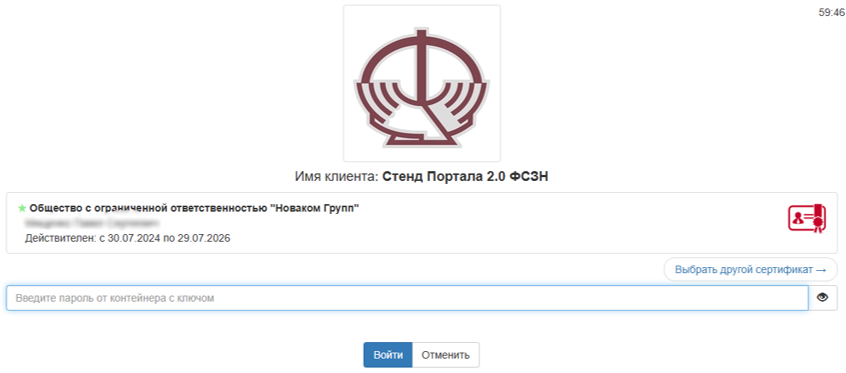 59:46
Имя клиента: Стенд Портала 2.0 ФСЗН
Общество с ограниченной ответственностью "Новаком Групп"
Действителен: с 30.07.2024 по 29.07.2026
Выбрать другой сертификат →
Введите пароль от контейнера с ключом
Войти Отменить